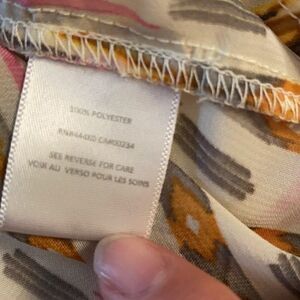 100% POLYESTER
SEE REVERSE FOR CARE
VOIR AU VERSO POUR LES SOINS